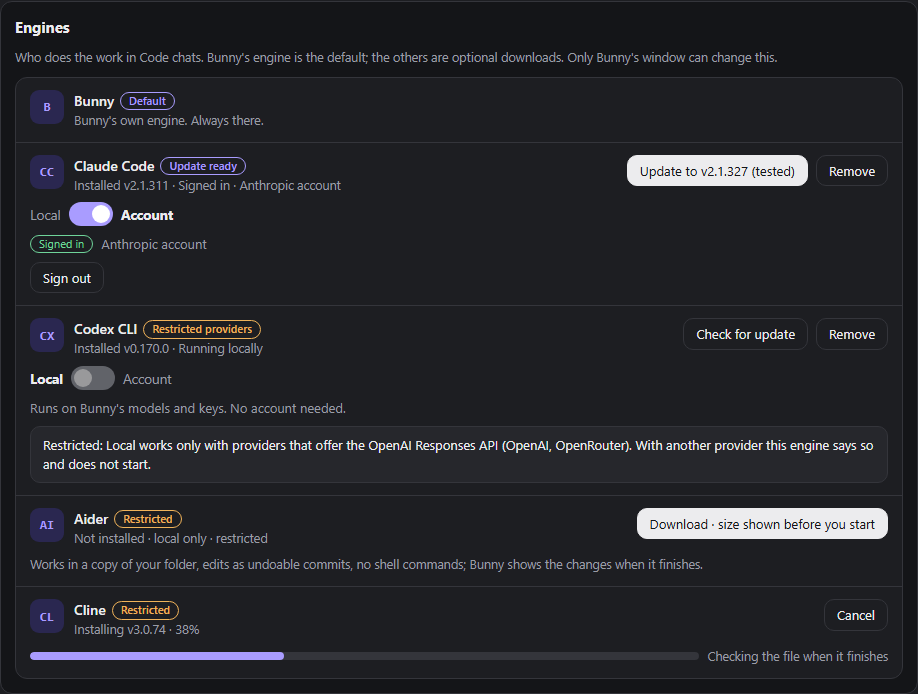 Engines
Who does the work in Code chats. Bunny's engine is the default; the others are optional downloads. Only Bunny's window can change this.
B
Bunny Default
Bunny's own engine. Always there.
CC
Claude Code Update ready
Installed v2.1.311 · Signed in · Anthropic account
Update to v2.1.327 (tested) Remove
Local Account
Signed in Anthropic account
Sign out
CX
Codex CLI Restricted providers
Installed v0.170.0 · Running locally
Check for update Remove
Local Account
Runs on Bunny's models and keys. No account needed.
Restricted: Local works only with providers that offer the OpenAI Responses API (OpenAI, OpenRouter). With another provider this engine says so
and does not start.
AI
Aider Restricted
Not installed · local only · restricted
Download · size shown before you start
Works in a copy of your folder, edits as undoable commits, no shell commands; Bunny shows the changes when it finishes.
CL
Cline Restricted
Installing v3.0.74 · 38%
Cancel
Checking the file when it finishes